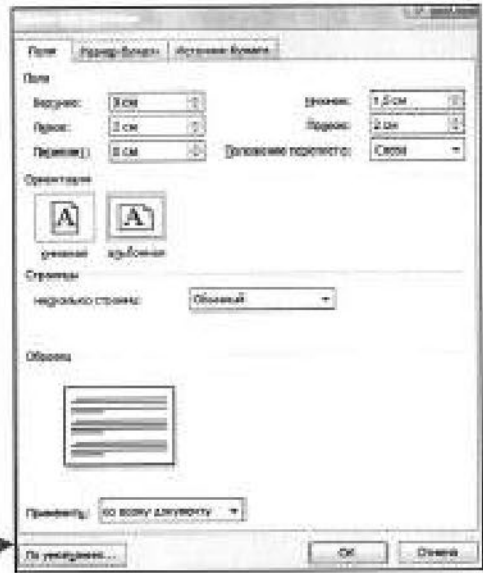 Поля Размер бумаги Источник бумаги
Поля
Верхнее: 3 см Нижнее: 1,5 см
Левое: 2 см Правое: 2 см
Переплет: 0 см Положение переплета: Слева
Ориентация
A A
книжная альбомная
Страницы
несколько страниц: Обычный
Образец
Применить: ко всему документу
По умолчанию... ОК Отмена